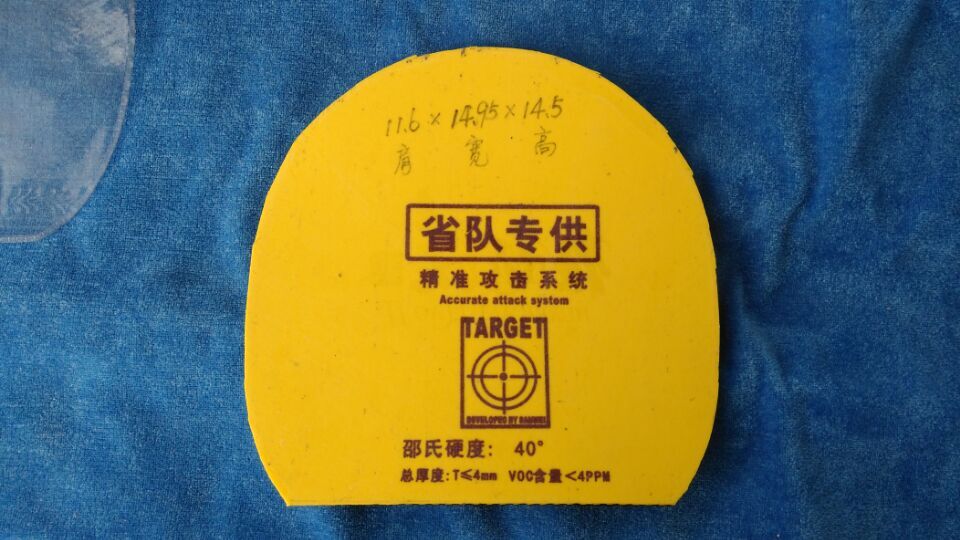 11.6 × 14.95 × 14.5
肩 宽 高
省队专供
精准攻击系统
Accurate attack system
TARGET
DEVELOPED BY SANWEI
邵氏硬度: 40°
总厚度: T≤4mm VOC含量<4PPM